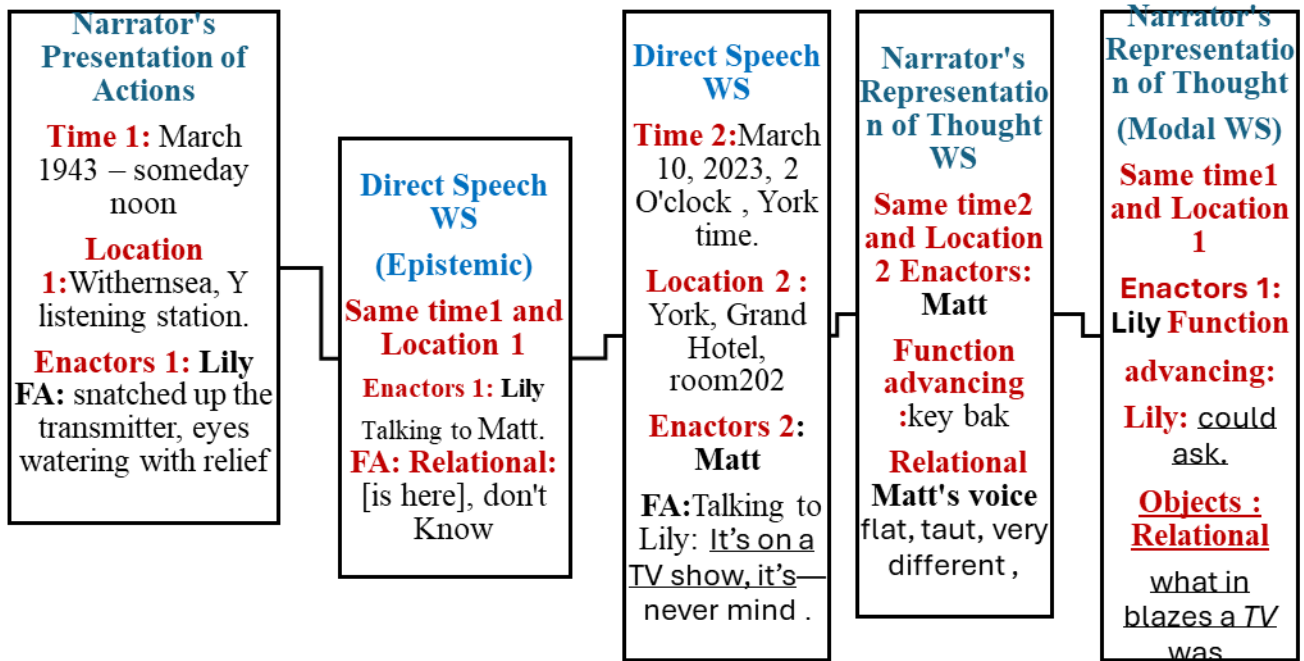 Narrator's
Presentation of
Actions
Time 1: March
1943 – someday
noon
Location
1:Withernsea, Y
listening station.
Enactors 1: Lily
FA: snatched up the
transmitter, eyes
watering with relief
Direct Speech
WS
(Epistemic)
Same time1 and
Location 1
Enactors 1: Lily
Talking to Matt.
FA: Relational:
[is here], don't
Know
Direct Speech
WS
Time 2:March
10, 2023, 2
O'clock , York
time.
Location 2 :
York, Grand
Hotel,
room202
Enactors 2:
Matt
FA:Talking to
Lily: It’s on a
TV show, it’s—
never mind .
Narrator's
Representatio
n of Thought
WS
Same time2
and Location
2 Enactors:
Matt
Function
advancing
:key bak
Relational
Matt's voice
flat, taut, very
different ,
Narrator's
Representatio
n of Thought
(Modal WS)
Same time1
and Location
1
Enactors 1:
Lily Function
advancing:
Lily: could
ask.
Objects :
Relational
what in
blazes a TV
was